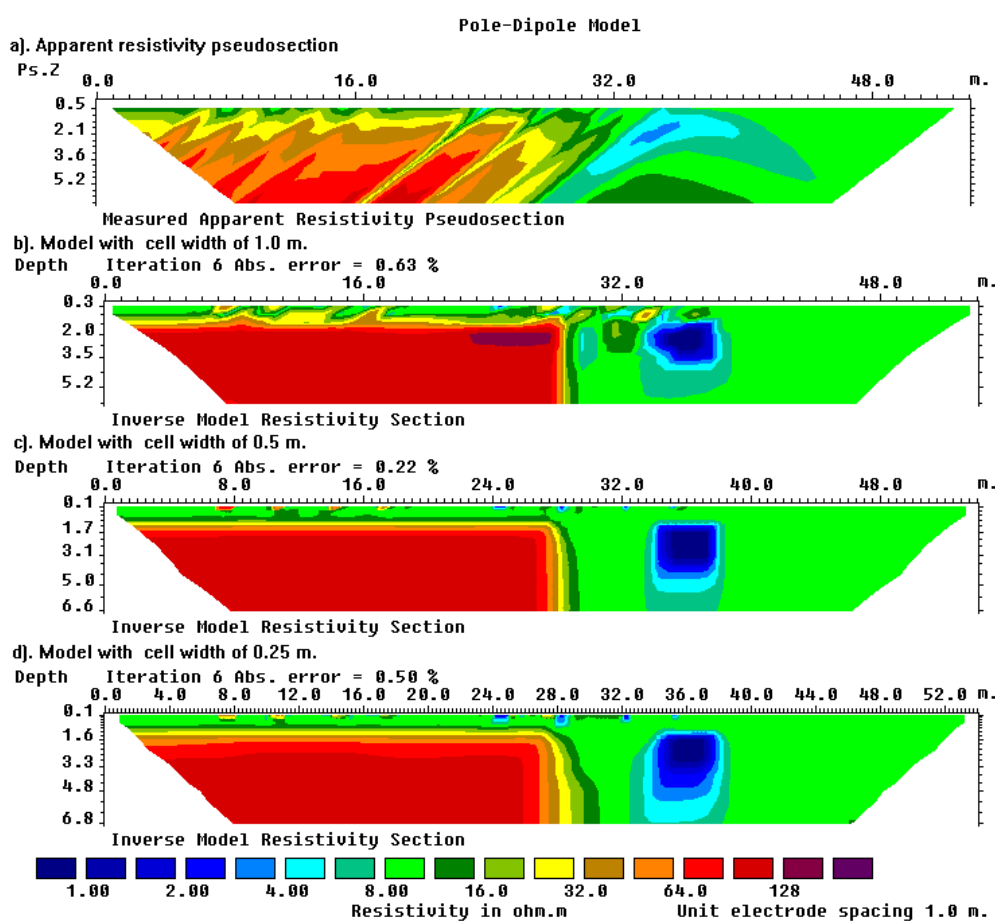 Pole-Dipole Model
a). Apparent resistivity pseudosection
Ps.Z 0.0 16.0 32.0 48.0 m.
0.5
2.1
3.6
5.2
Measured Apparent Resistivity Pseudosection
b). Model with cell width of 1.0 m.
Depth Iteration 6 Abs. error = 0.63 %
0.0 16.0 32.0 48.0 m.
0.3
2.0
3.5
5.2
Inverse Model Resistivity Section
c). Model with cell width of 0.5 m.
Depth Iteration 6 Abs. error = 0.22 %
0.0 8.0 16.0 24.0 32.0 40.0 48.0 m.
0.1
1.7
3.1
5.0
6.6
Inverse Model Resistivity Section
d). Model with cell width of 0.25 m.
Depth Iteration 6 Abs. error = 0.50 %
0.0 4.0 8.0 12.0 16.0 20.0 24.0 28.0 32.0 36.0 40.0 44.0 48.0 52.0 m.
0.1
1.6
3.3
4.8
6.8
Inverse Model Resistivity Section
1.00 2.00 4.00 8.00 16.0 32.0 64.0 128
Resistivity in ohm.m Unit electrode spacing 1.0 m.